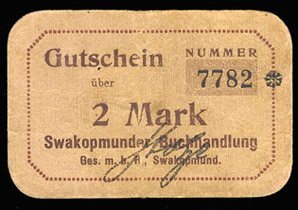 Gutschein
NUMMER
über
7782
2 Mark
Swakopmunder Buchhandlung
Ges. m. b. H., Swakopmund.